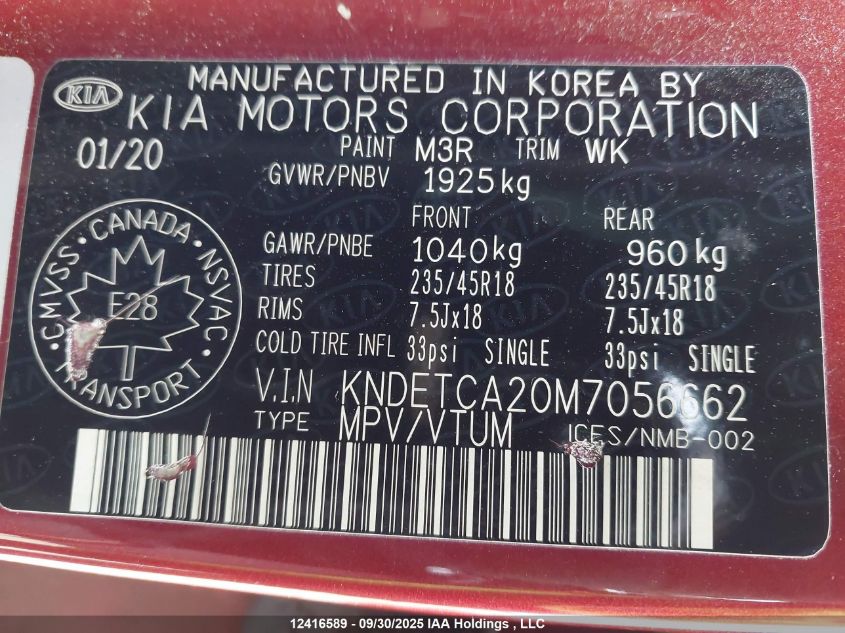 KIA
MANUFACTURED IN KOREA BY
KIA MOTORS CORPORATION
01/20 PAINT M3R TRIM WK
GVWR/PNBV 1925kg
FRONT REAR
GAWR/PNBE 1040kg 960kg
TIRES 235/45R18 235/45R18
RIMS 7.5Jx18 7.5Jx18
COLD TIRE INFL 33psi SINGLE 33psi SINGLE
V.I.N KNDETCA20M7056662
TYPE MPV/VTUM ICES/NMB-002
CMVSS · CANADA · NSVAC ·
E28
TRANSPORT
12416589 - 09/30/2025 IAA Holdings , LLC